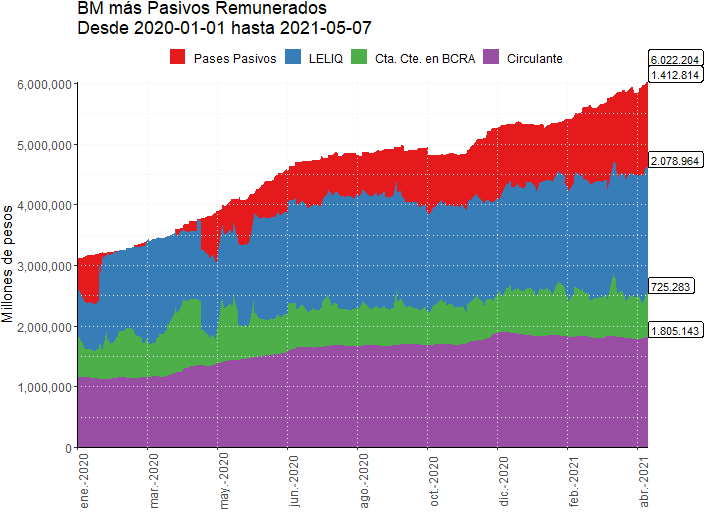 BM más Pasivos Remunerados
Desde 2020-01-01 hasta 2021-05-07
Pases Pasivos LELIQ Cta. Cte. en BCRA Circulante
6.022.204
1.412.814
2.078.964
725.283
1.805.143
Millones de pesos
6,000,000
5,000,000
4,000,000
3,000,000
2,000,000
1,000,000
0
ene.-2020
mar.-2020
may.-2020
jun.-2020
ago.-2020
oct.-2020
dic.-2020
feb.-2021
abr.-2021